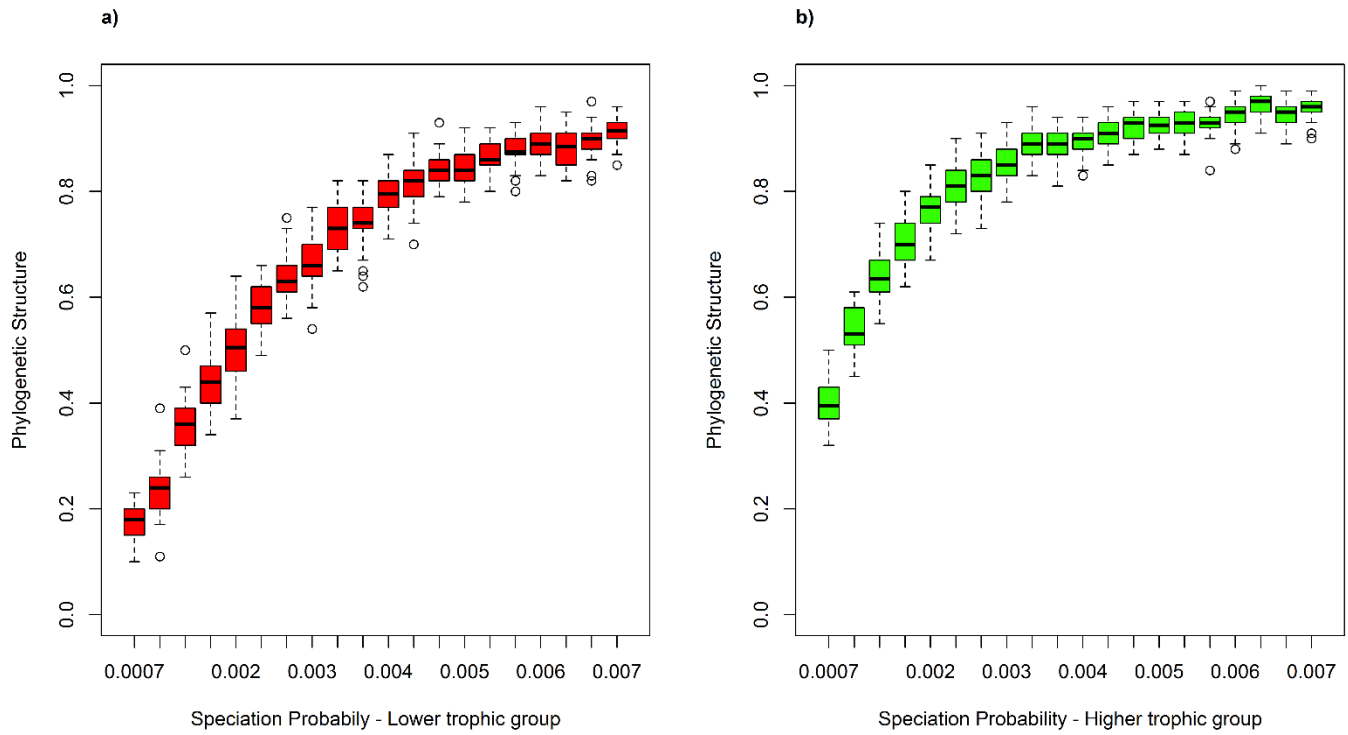 a)
Phylogenetic Structure
1.0
0.8
0.6
0.4
0.2
0.0
0.0007 0.002 0.003 0.004 0.005 0.006 0.007
Speciation Probabily - Lower trophic group
b)
Phylogenetic Structure
1.0
0.8
0.6
0.4
0.2
0.0
0.0007 0.002 0.003 0.004 0.005 0.006 0.007
Speciation Probability - Higher trophic group